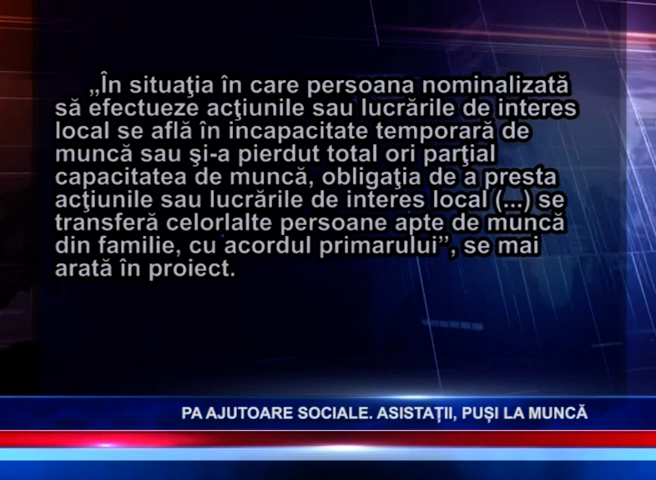 „În situaţia în care persoana nominalizată
să efectueze acţiunile sau lucrările de interes
local se află în incapacitate temporară de
muncă sau şi-a pierdut total ori parţial
capacitatea de muncă, obligaţia de a presta
acţiunile sau lucrările de interes local (...) se
transferă celorlalte persoane apte de muncă
din familie, cu acordul primarului”, se mai
arată în proiect.
PA AJUTOARE SOCIALE. ASISTAȚII, PUȘI LA MUNCĂ